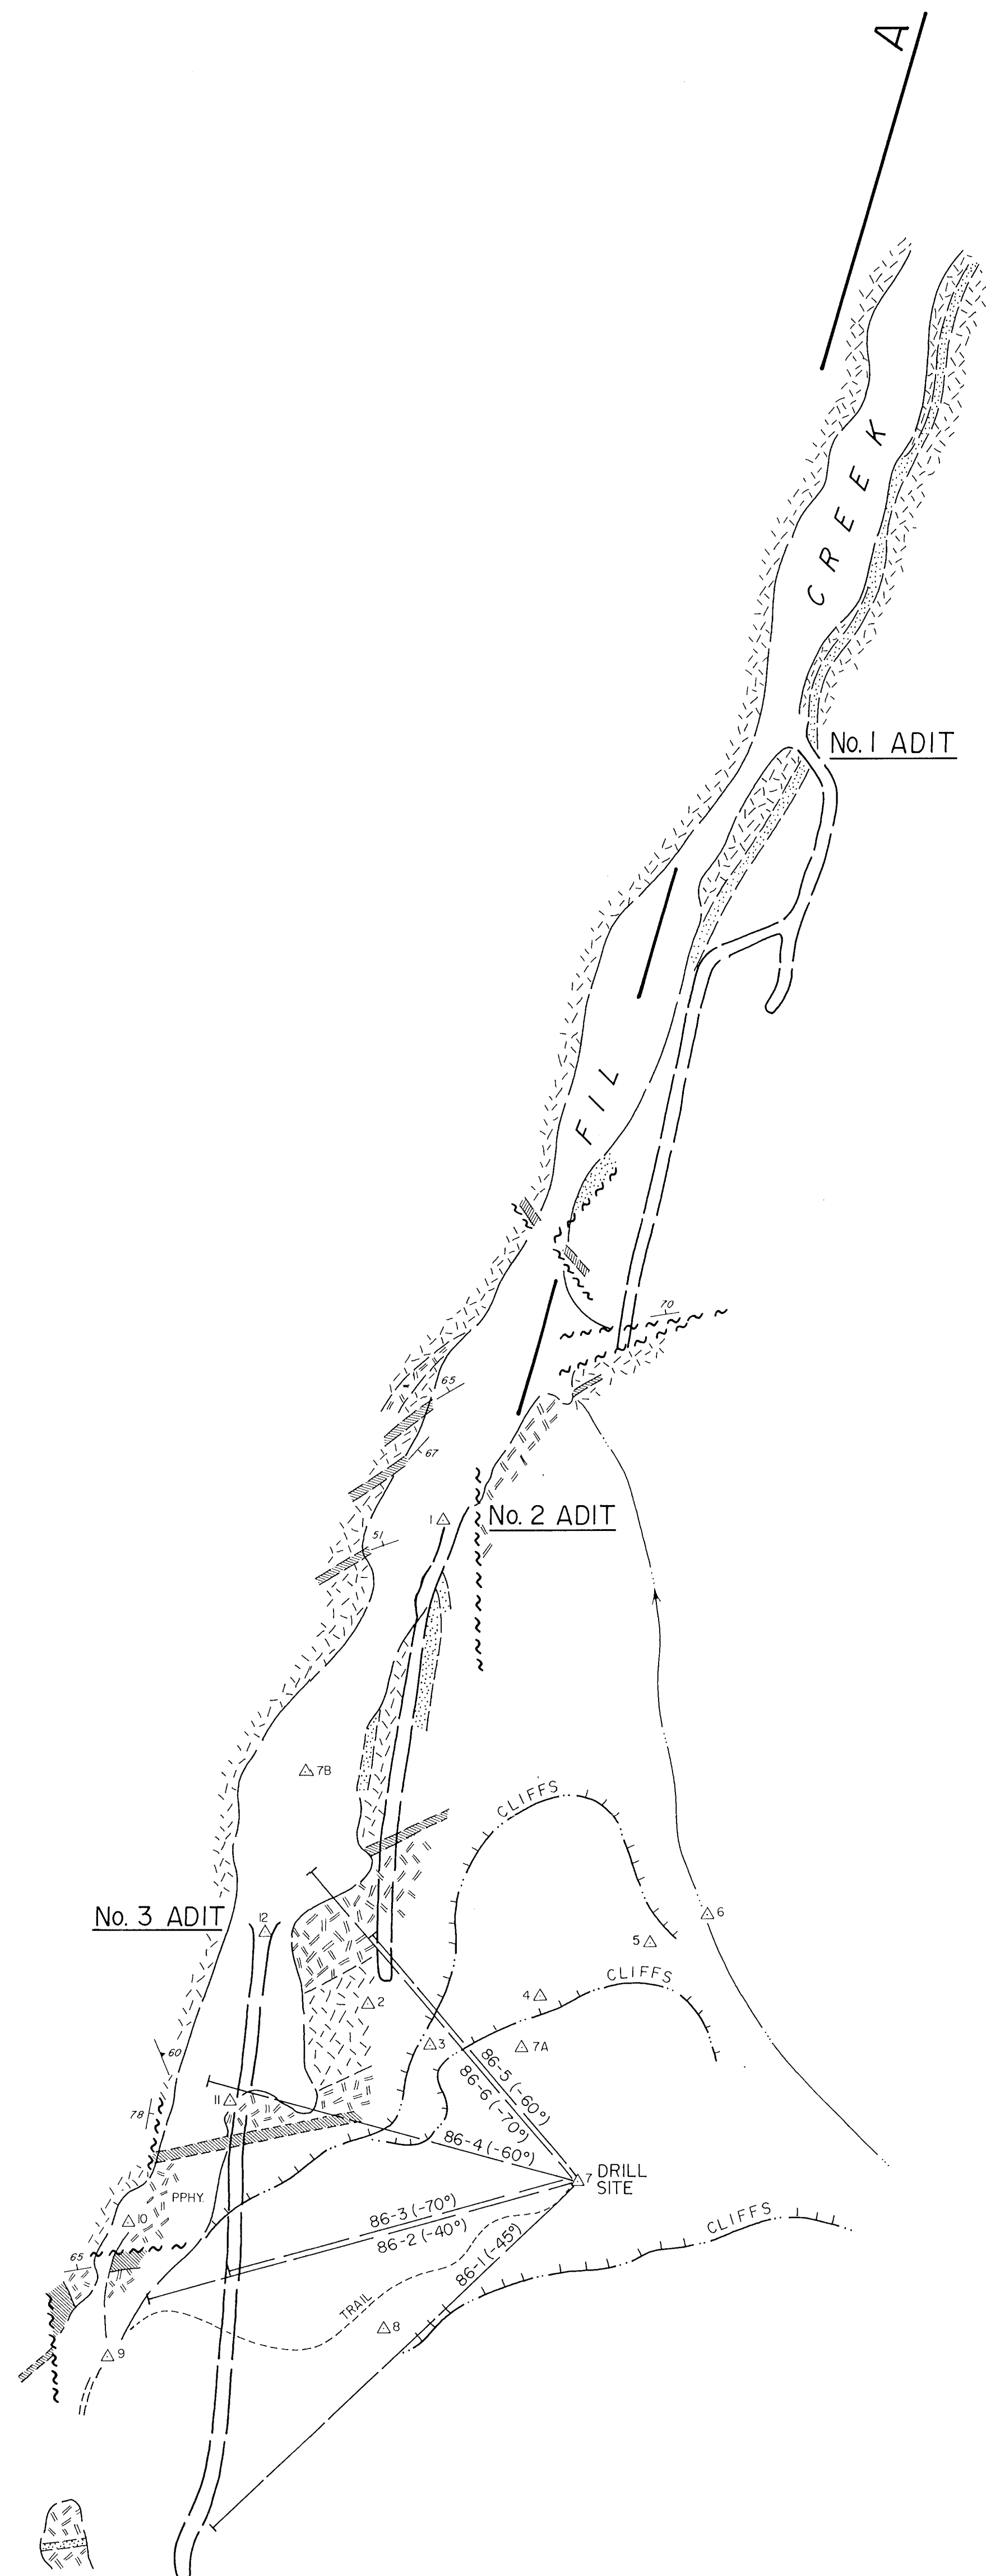 A
CREEK
No. 1 ADIT
FIL
70
65
67
1
No. 2 ADIT
51
7B
CLIFFS
No. 3 ADIT
12
6
5
CLIFFS
4
2
3
7A
60
86-5 (-60°)
86-6 (-70°)
11
78
86-4 (-60°)
7 DRILL
SITE
PPHY.
86-3 (-70°)
86-2 (-40°)
CLIFFS
10
65
86-1 (-45°)
TRAIL
8
9